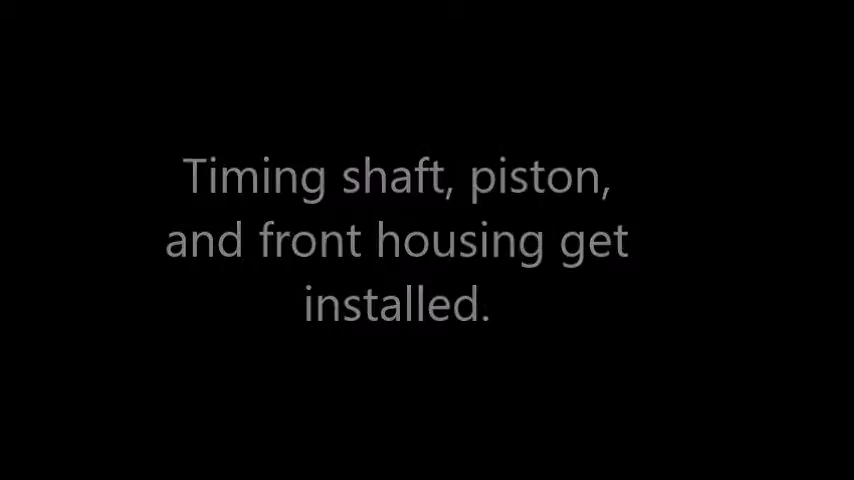 Timing shaft, piston,
and front housing get
installed.